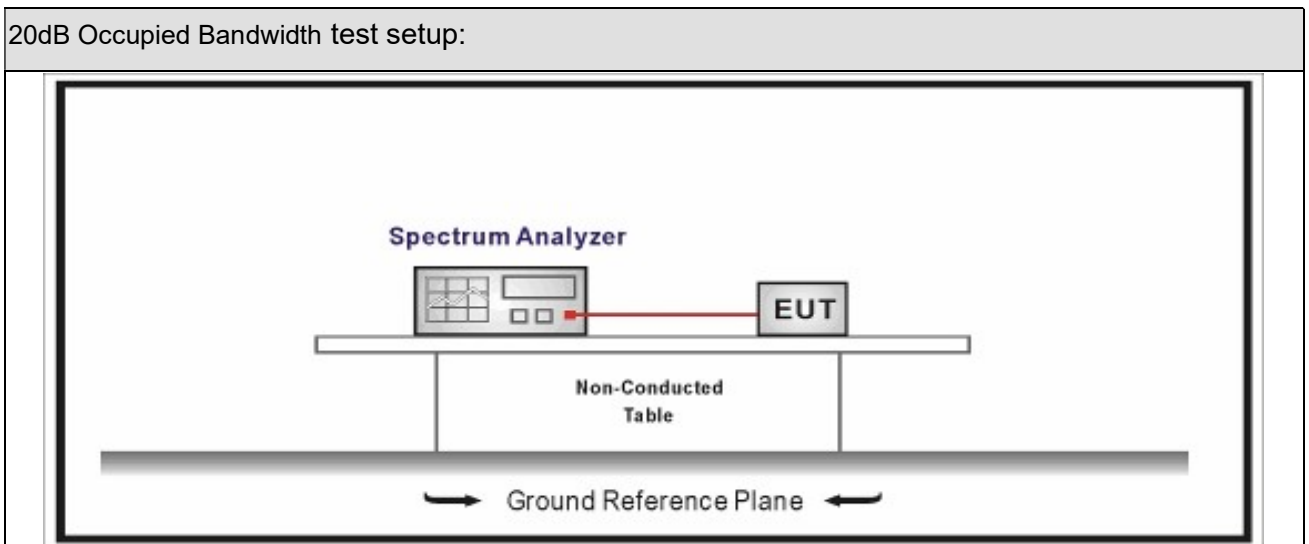 20dB Occupied Bandwidth test setup:
Spectrum Analyzer
EUT
Non-Conducted
Table
Ground Reference Plane